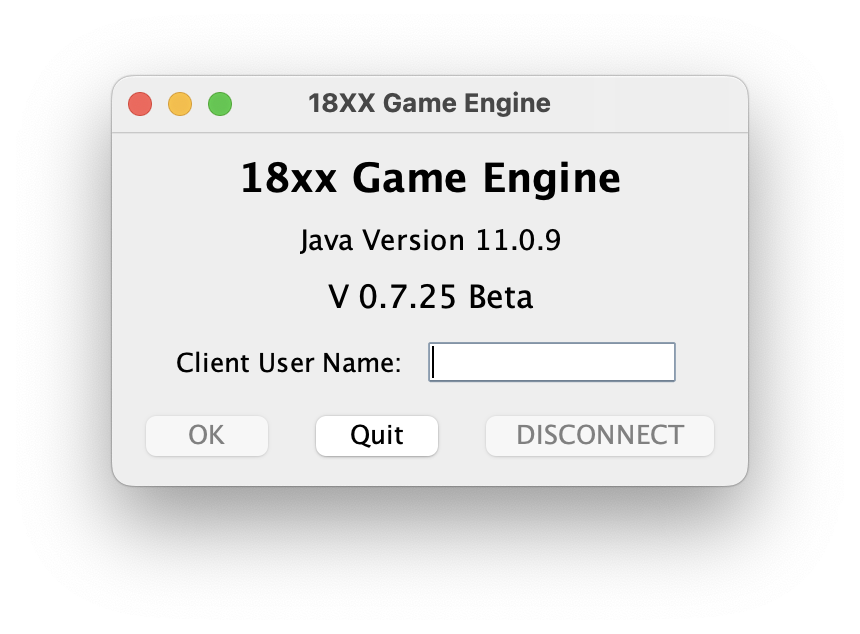 18XX Game Engine
18xx Game Engine
Java Version 11.0.9
V 0.7.25 Beta
Client User Name:
OK Quit DISCONNECT